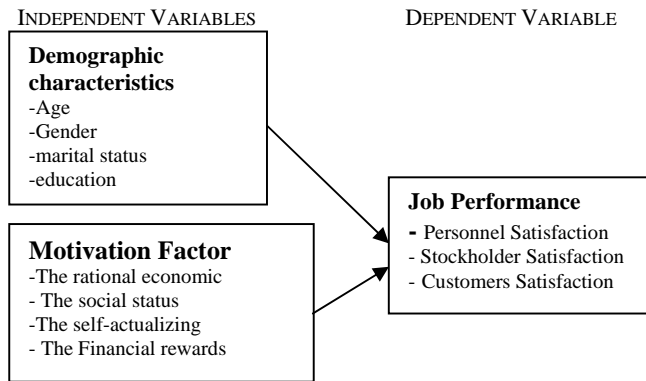 INDEPENDENT VARIABLES
Demographic
characteristics
-Age
-Gender
-marital status
-education
Motivation Factor
-The rational economic
- The social status
-The self-actualizing
- The Financial rewards
DEPENDENT VARIABLE
Job Performance
- Personnel Satisfaction
- Stockholder Satisfaction
- Customers Satisfaction